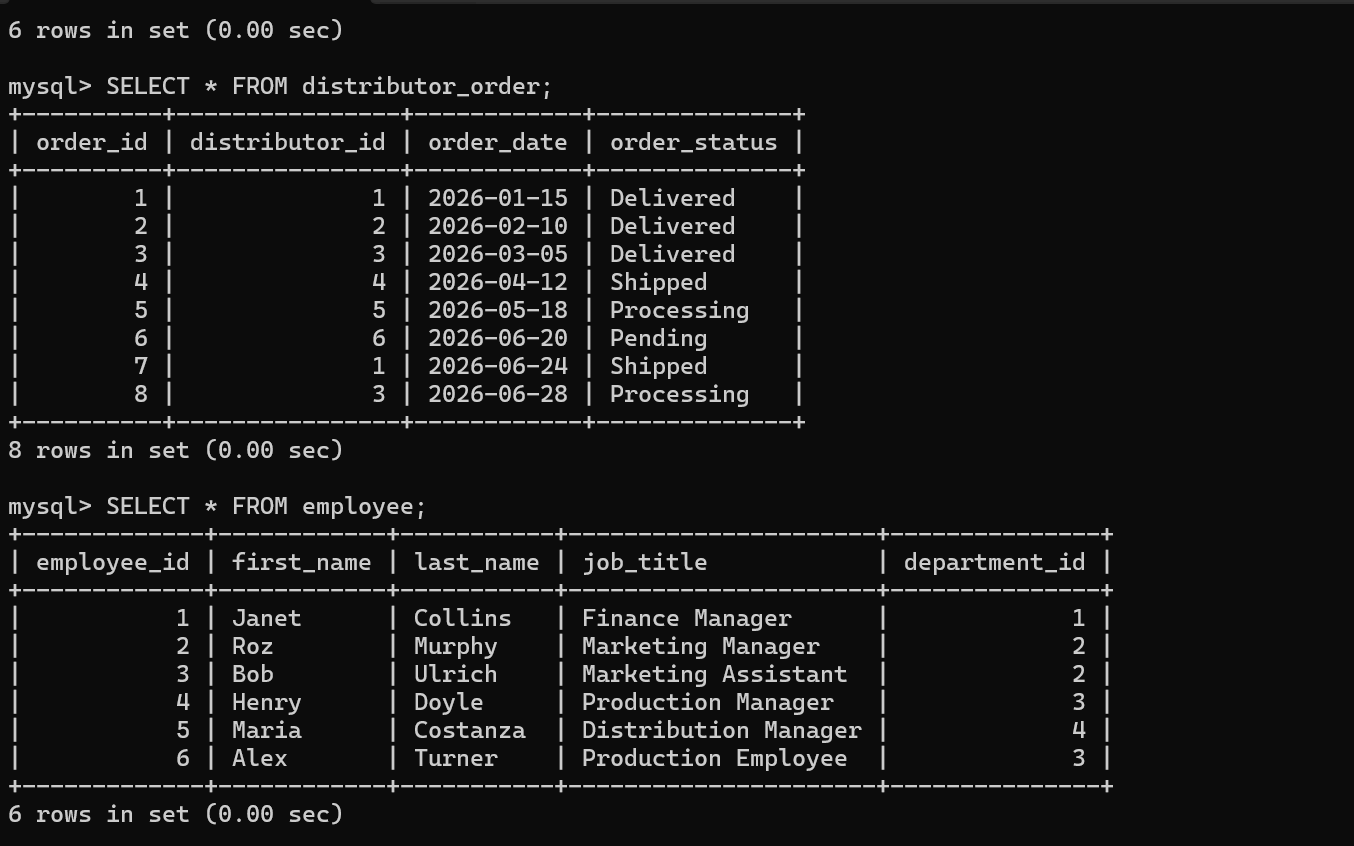 6 rows in set (0.00 sec)
mysql> SELECT * FROM distributor_order;
+----------+----------------+------------+--------------+
| order_id | distributor_id | order_date | order_status |
+----------+----------------+------------+--------------+
|        1 |              1 | 2026-01-15 | Delivered    |
|        2 |              2 | 2026-02-10 | Delivered    |
|        3 |              3 | 2026-03-05 | Delivered    |
|        4 |              4 | 2026-04-12 | Shipped      |
|        5 |              5 | 2026-05-18 | Processing   |
|        6 |              6 | 2026-06-20 | Pending      |
|        7 |              1 | 2026-06-24 | Shipped      |
|        8 |              3 | 2026-06-28 | Processing   |
+----------+----------------+------------+--------------+
8 rows in set (0.00 sec)
mysql> SELECT * FROM employee;
+-------------+------------+-----------+----------------------+---------------+
| employee_id | first_name | last_name | job_title            | department_id |
+-------------+------------+-----------+----------------------+---------------+
|           1 | Janet      | Collins   | Finance Manager      |             1 |
|           2 | Roz        | Murphy    | Marketing Manager    |             2 |
|           3 | Bob        | Ulrich    | Marketing Assistant  |             2 |
|           4 | Henry      | Doyle     | Production Manager   |             3 |
|           5 | Maria      | Costanza  | Distribution Manager |             4 |
|           6 | Alex       | Turner    | Production Employee  |             3 |
+-------------+------------+-----------+----------------------+---------------+
6 rows in set (0.00 sec)